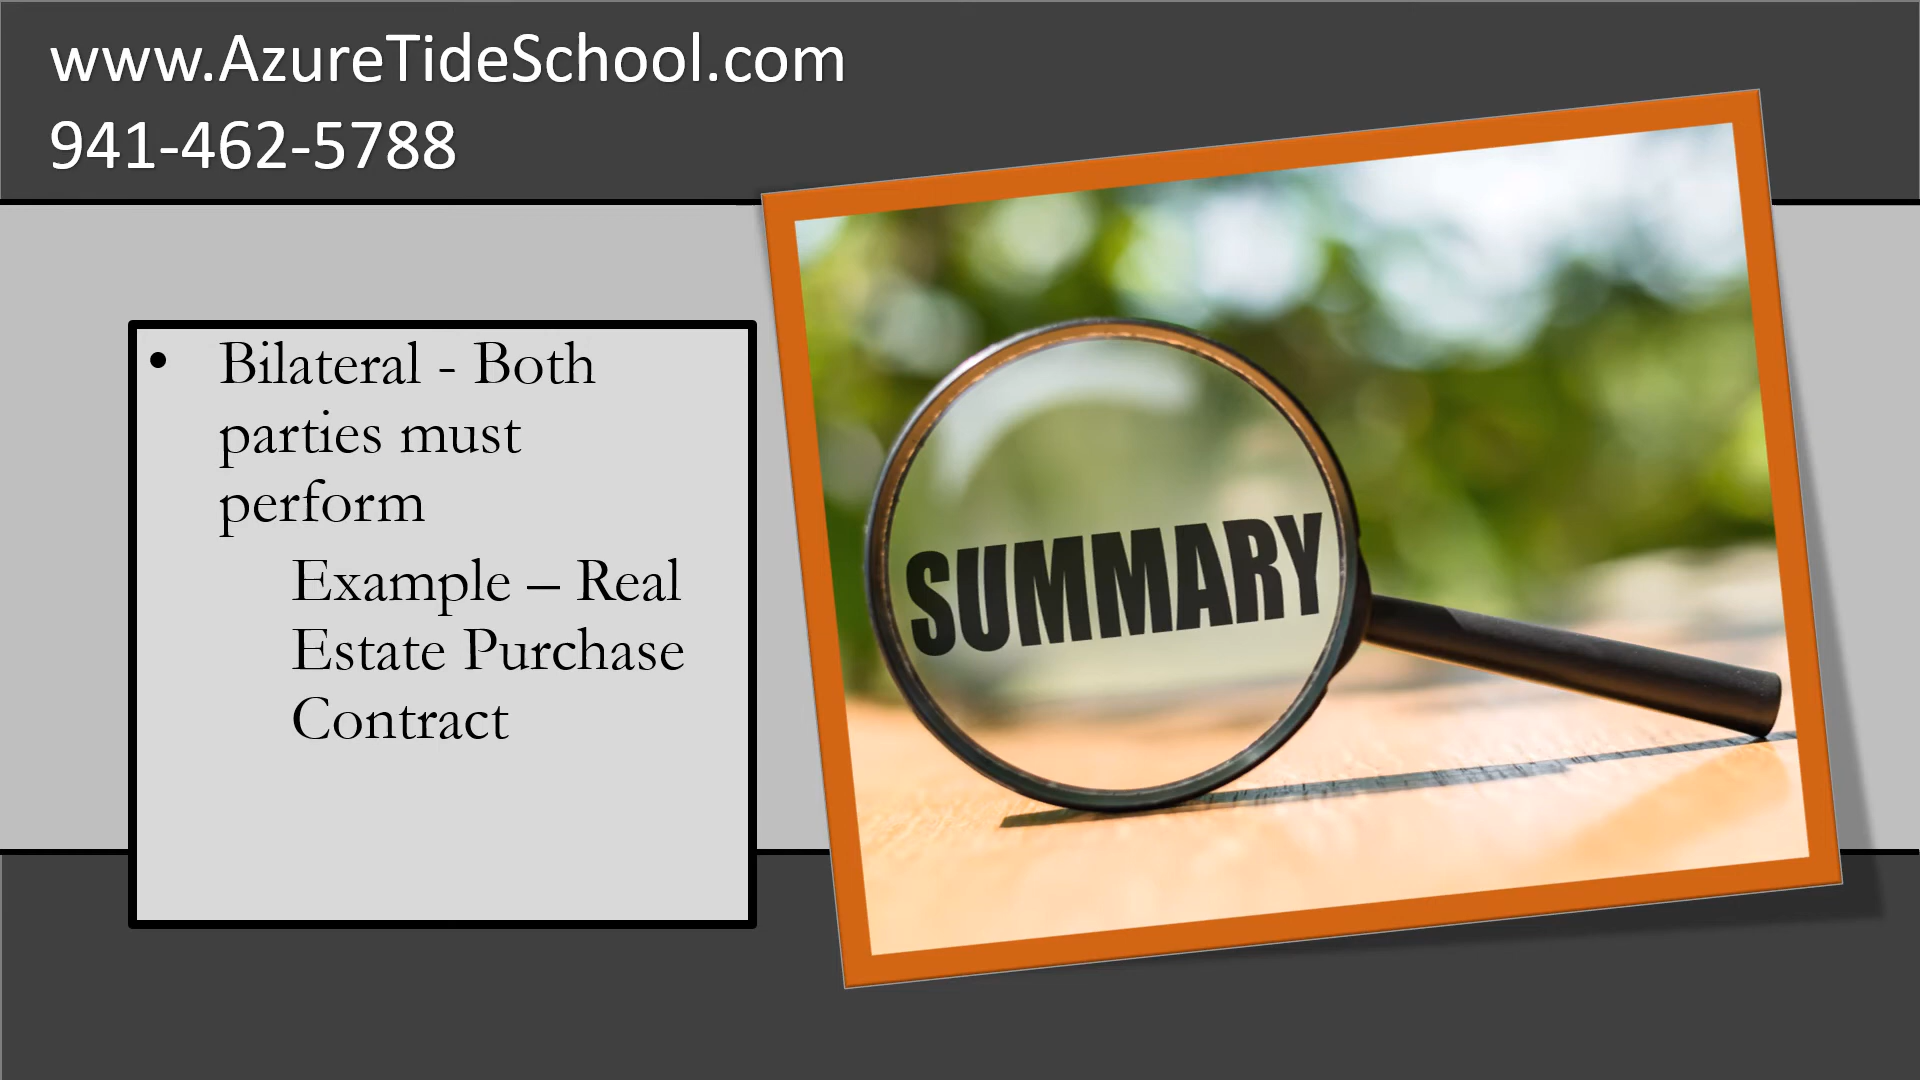 www.AzureTideSchool.com
941-462-5788
• Bilateral - Both
parties must
perform
Example – Real
Estate Purchase
Contract
SUMMARY